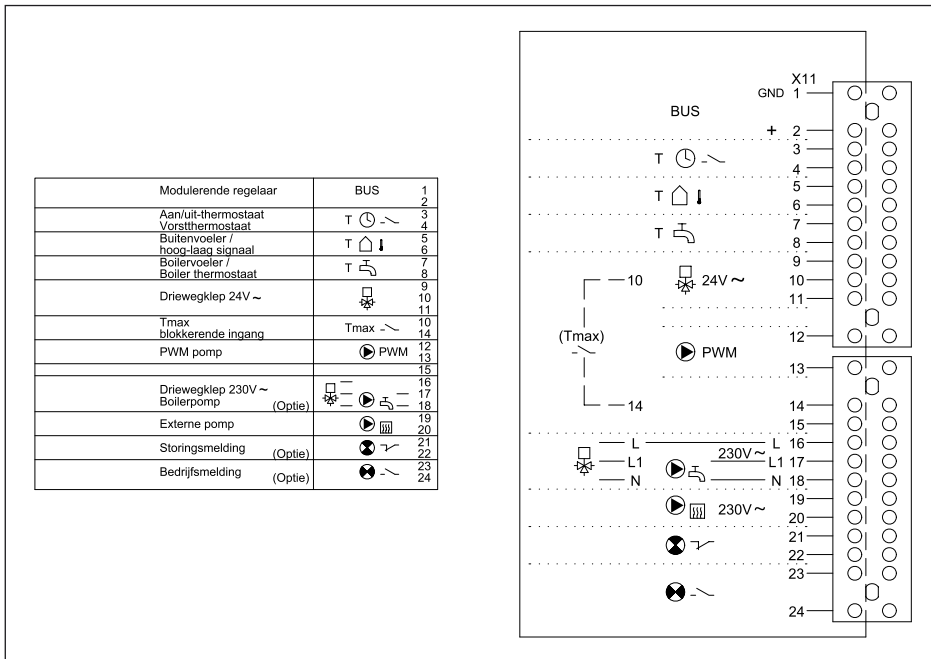 Modulerende regelaar BUS 1
2
Aan/uit-thermostaat 3
Vorstthermostaat T 4
Buitenvoeler / 5
hoog-laag signaal T 6
Boilervoeler / 7
Boiler thermostaat T 8
9
Driewegklep 24V~ 10
11
Tmax 10
blokkerende ingang Tmax 14
PWM pomp PWM 12
13
15
16
Driewegklep 230V~ 17
Boilerpomp (Optie) 18
Externe pomp 19
20
Storingsmelding 21
(Optie) 22
Bedrijfsmelding 23
(Optie) 24
X11
GND 1
BUS
+ 2
3
T
4
5
T
6
7
T
8
9
10 24V~ 10
11
(Tmax)
12
PWM
13
14 14
15
L L 16
230V~
L1 L1 17
N N 18
19
230V~
20
21
22
23
24